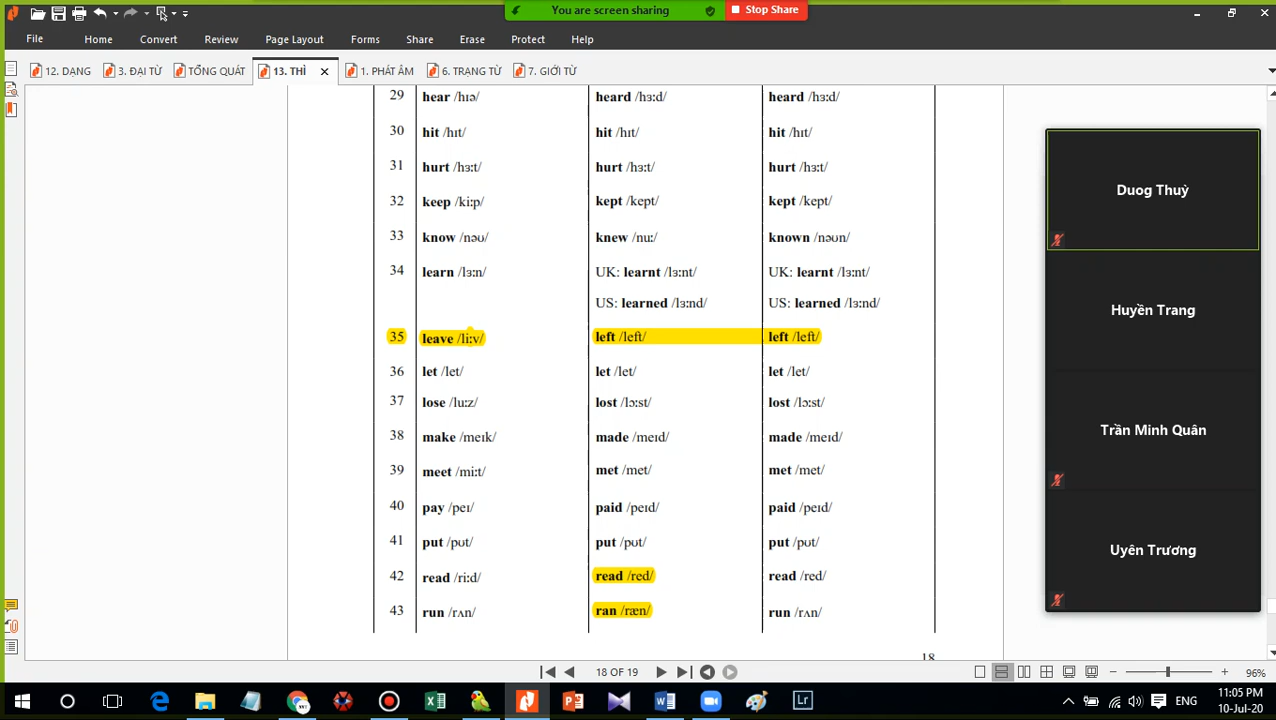 You are screen sharing Stop Share
File Home Convert Review Page Layout Forms Share Erase Protect Help
12. DẠNG 3. ĐẠI TỪ TỔNG QUÁT 13. THÌ 1. PHÁT ÂM 6. TRẠNG TỪ 7. GIỚI TỪ
29 hear /hɪə/ heard /hɜːd/ heard /hɜːd/
30 hit /hɪt/ hit /hɪt/ hit /hɪt/
31 hurt /hɜːt/ hurt /hɜːt/ hurt /hɜːt/
32 keep /kiːp/ kept /kept/ kept /kept/
33 know /nəʊ/ knew /nuː/ known /nəʊn/
34 learn /lɜːn/ UK: learnt /lɜːnt/ UK: learnt /lɜːnt/
US: learned /lɜːnd/ US: learned /lɜːnd/
35 leave /liːv/ left /left/ left /left/
36 let /let/ let /let/ let /let/
37 lose /luːz/ lost /lɔːst/ lost /lɔːst/
38 make /meɪk/ made /meɪd/ made /meɪd/
39 meet /miːt/ met /met/ met /met/
40 pay /peɪ/ paid /peɪd/ paid /peɪd/
41 put /pʊt/ put /pʊt/ put /pʊt/
42 read /riːd/ read /red/ read /red/
43 run /rʌn/ ran /ræn/ run /rʌn/
18
Duog Thuỳ
Huyền Trang
Trần Minh Quân
Uyên Trương
18 OF 19
96%
ENG
11:05 PM
10-Jul-20
Lr